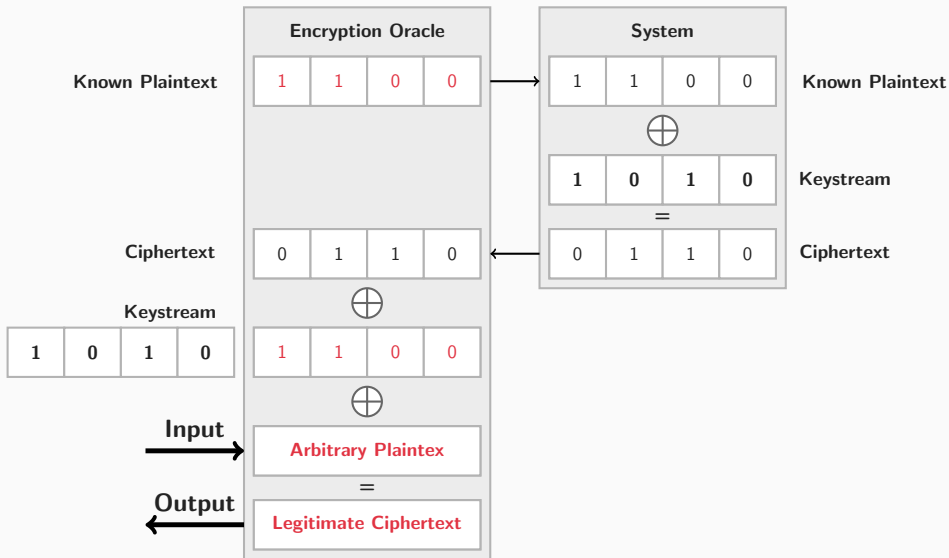 Encryption Oracle System
Known Plaintext 1 1 0 0 1 1 0 0 Known Plaintext
⊕
1 0 1 0 Keystream
=
Ciphertext 0 1 1 0 0 1 1 0 Ciphertext
⊕
Keystream
1 0 1 0 1 1 0 0
⊕
Input
Arbitrary Plaintex
=
Output
Legitimate Ciphertext